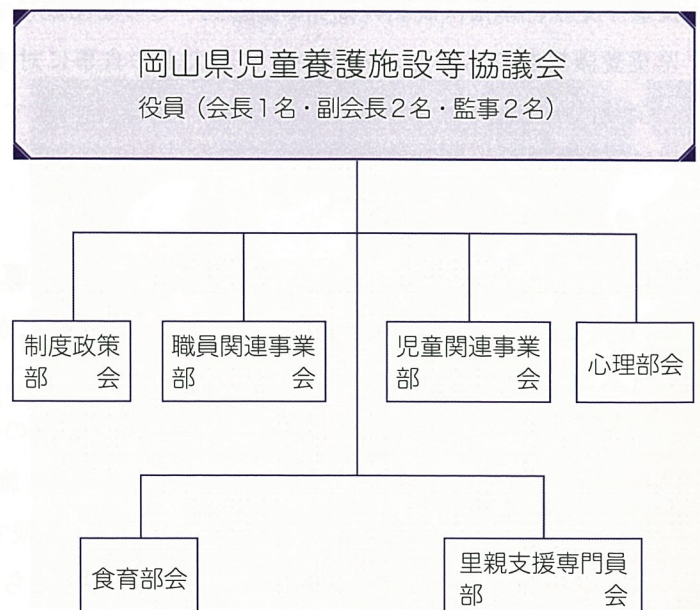 岡山県児童養護施設等協議会
役員（会長1名・副会長2名・監事2名）
制度政策
部　会
職員関連事業
部　会
児童関連事業
部　会
心理部会
食育部会
里親支援専門員
部　会